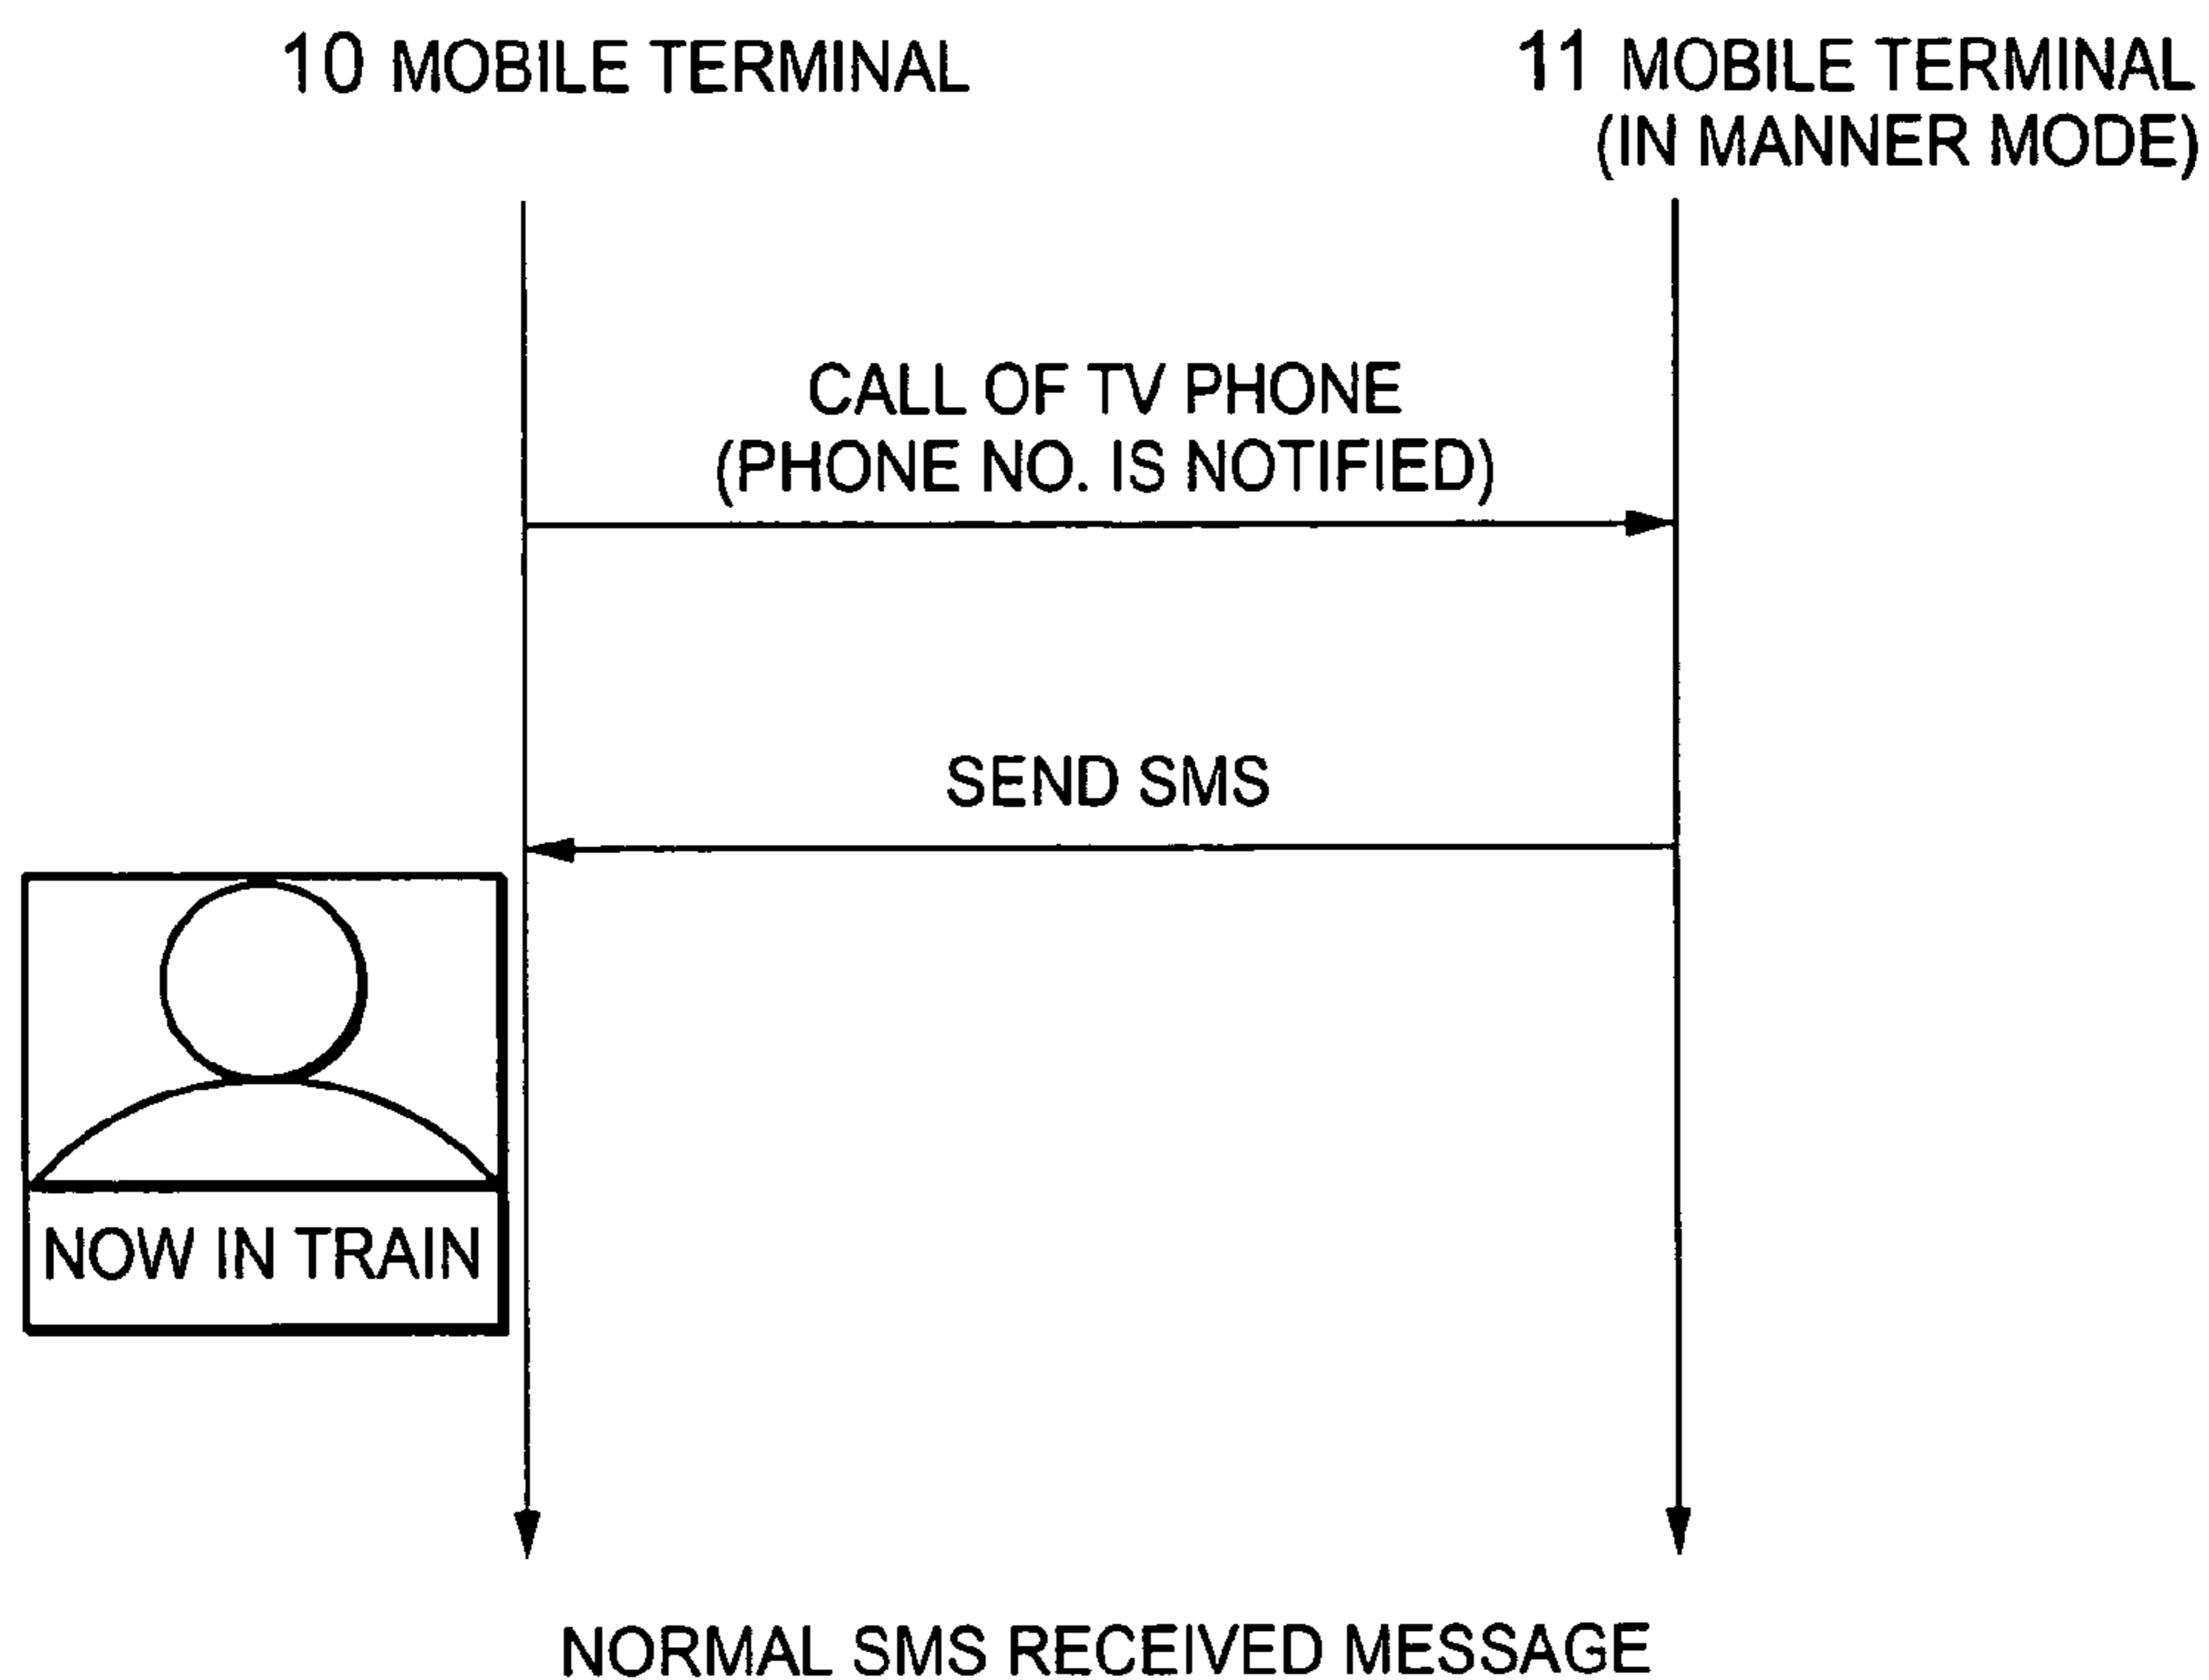 10 MOBILE TERMINAL
11 MOBILE TERMINAL
(IN MANNER MODE)
CALL OF TV PHONE
(PHONE NO. IS NOTIFIED)
SEND SMS
NOW IN TRAIN
NORMAL SMS RECEIVED MESSAGE